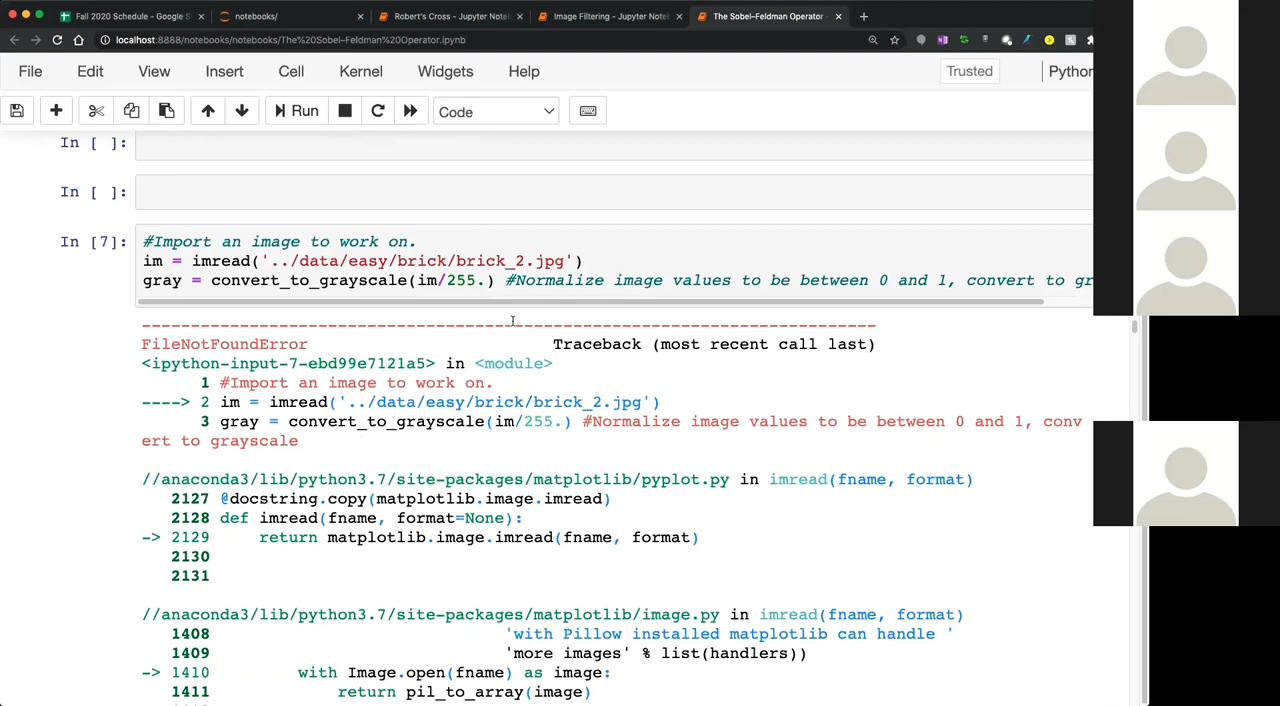 Fall 2020 Schedule - Google S
notebooks/
Robert's Cross - Jupyter Note
Image Filtering - Jupyter Note
The Sobel–Feldman Operator -
localhost:8888/notebooks/notebooks/The%20Sobel–Feldman%20Operator.ipynb
File Edit View Insert Cell Kernel Widgets Help Trusted Python
Run Code
In [ ]:
In [ ]:
In [7]: #Import an image to work on.
im = imread('../data/easy/brick/brick_2.jpg')
gray = convert_to_grayscale(im/255.) #Normalize image values to be between 0 and 1, convert to gr
---------------------------------------------------------------------------
FileNotFoundError Traceback (most recent call last)
<ipython-input-7-ebd99e7121a5> in <module>
1 #Import an image to work on.
----> 2 im = imread('../data/easy/brick/brick_2.jpg')
3 gray = convert_to_grayscale(im/255.) #Normalize image values to be between 0 and 1, conv
ert to grayscale
//anaconda3/lib/python3.7/site-packages/matplotlib/pyplot.py in imread(fname, format)
2127 @docstring.copy(matplotlib.image.imread)
2128 def imread(fname, format=None):
-> 2129 return matplotlib.image.imread(fname, format)
2130
2131
//anaconda3/lib/python3.7/site-packages/matplotlib/image.py in imread(fname, format)
1408 'with Pillow installed matplotlib can handle '
1409 'more images' % list(handlers))
-> 1410 with Image.open(fname) as image:
1411 return pil_to_array(image)